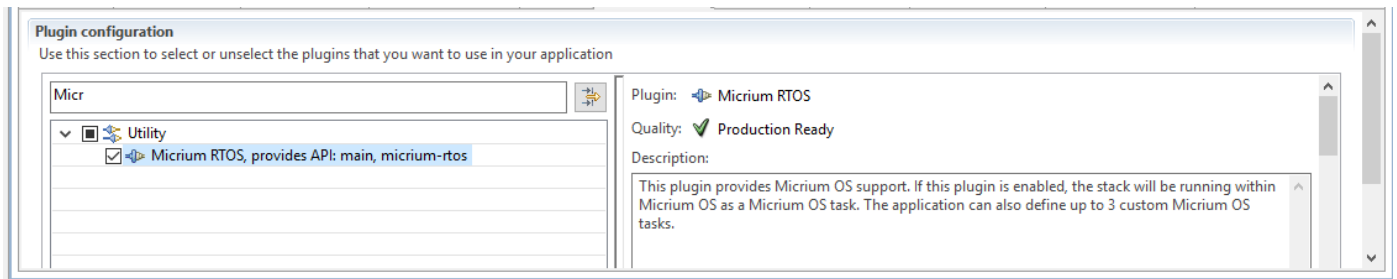 Plugin configuration
Use this section to select or unselect the plugins that you want to use in your application
Micr
Utility
Micrium RTOS, provides API: main, micrium-rtos
Plugin: Micrium RTOS
Quality: Production Ready
Description:
This plugin provides Micrium OS support. If this plugin is enabled, the stack will be running within
Micrium OS as a Micrium OS task. The application can also define up to 3 custom Micrium OS
tasks.